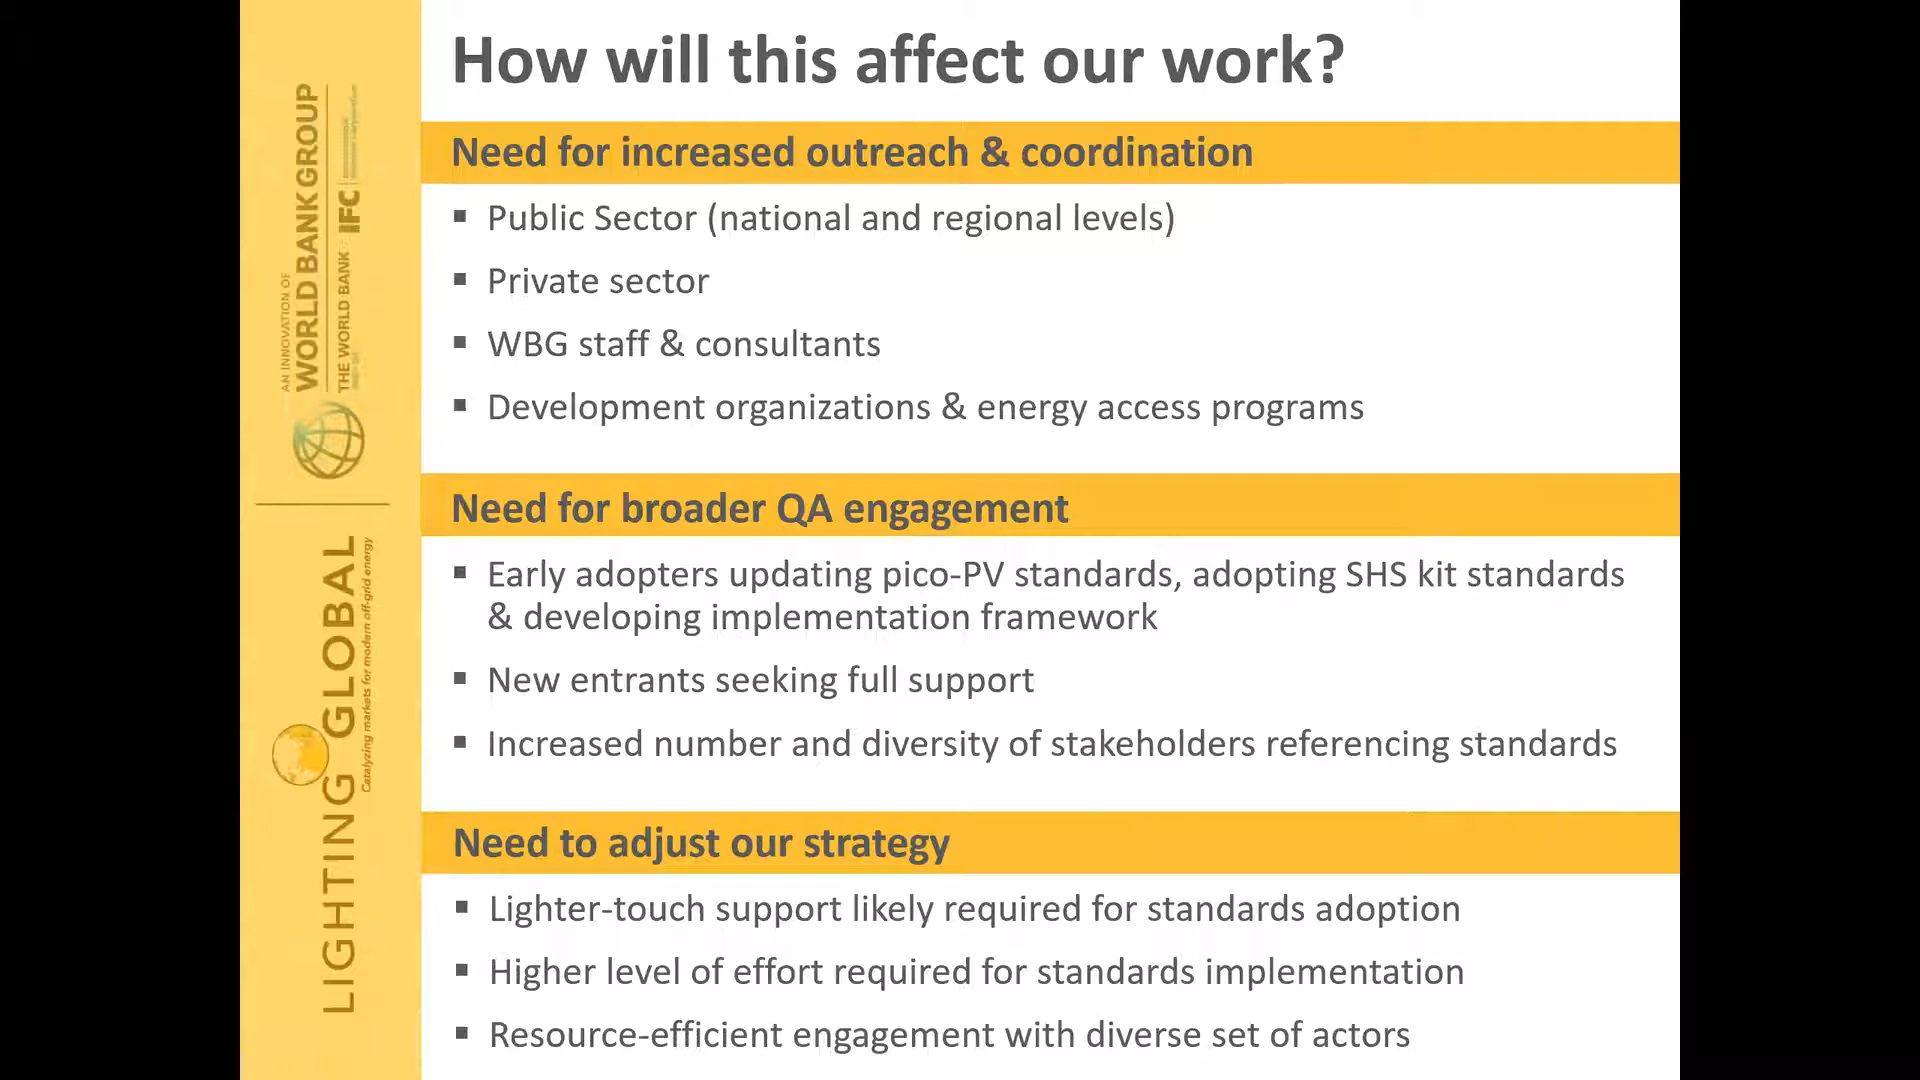 How will this affect our work?
Need for increased outreach & coordination
▪ Public Sector (national and regional levels)
▪ Private sector
▪ WBG staff & consultants
▪ Development organizations & energy access programs
Need for broader QA engagement
▪ Early adopters updating pico-PV standards, adopting SHS kit standards
& developing implementation framework
▪ New entrants seeking full support
▪ Increased number and diversity of stakeholders referencing standards
Need to adjust our strategy
▪ Lighter-touch support likely required for standards adoption
▪ Higher level of effort required for standards implementation
▪ Resource-efficient engagement with diverse set of actors
LIGHTING GLOBAL
Catalyzing markets for modern off-grid energy
AN INNOVATION OF
WORLD BANK GROUP
THE WORLD BANK
IFC